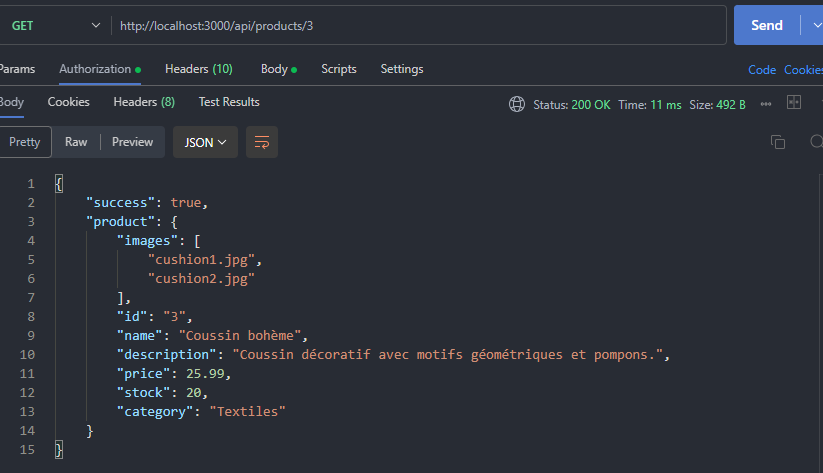 GET http://localhost:3000/api/products/3 Send
Params Authorization Headers (10) Body Scripts Settings Code Cookies
Body Cookies Headers (8) Test Results Status: 200 OK Time: 11 ms Size: 492 B
Pretty Raw Preview JSON
1 {
2 "success": true,
3 "product": {
4 "images": [
5 "cushion1.jpg",
6 "cushion2.jpg"
7 ],
8 "id": "3",
9 "name": "Coussin bohème",
10 "description": "Coussin décoratif avec motifs géométriques et pompons.",
11 "price": 25.99,
12 "stock": 20,
13 "category": "Textiles"
14 }
15 }